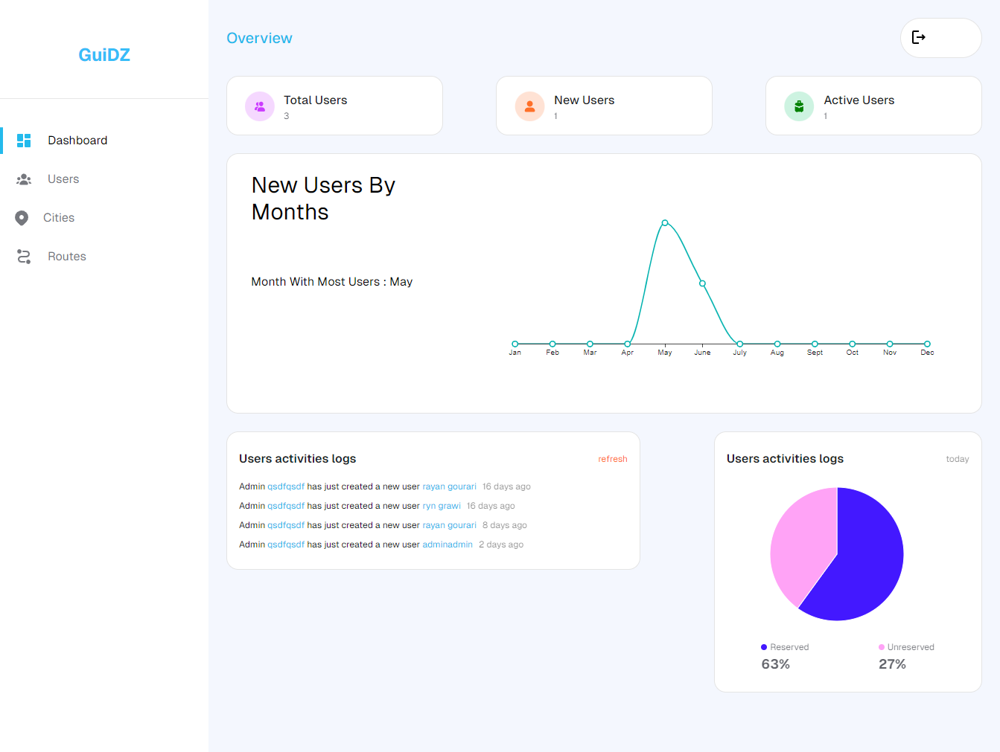 GuiDZ
Dashboard
Users
Cities
Routes
Overview
Total Users
3
New Users
1
Active Users
1
New Users By
Months
Month With Most Users : May
Jan Feb Mar Apr May June July Aug Sept Oct Nov Dec
Users activities logs refresh
Admin qsdfqsdf has just created a new user rayan gourari 16 days ago
Admin qsdfqsdf has just created a new user ryn grawi 16 days ago
Admin qsdfqsdf has just created a new user rayan gourari 8 days ago
Admin qsdfqsdf has just created a new user adminadmin 2 days ago
Users activities logs today
Reserved
63%
Unreserved
27%